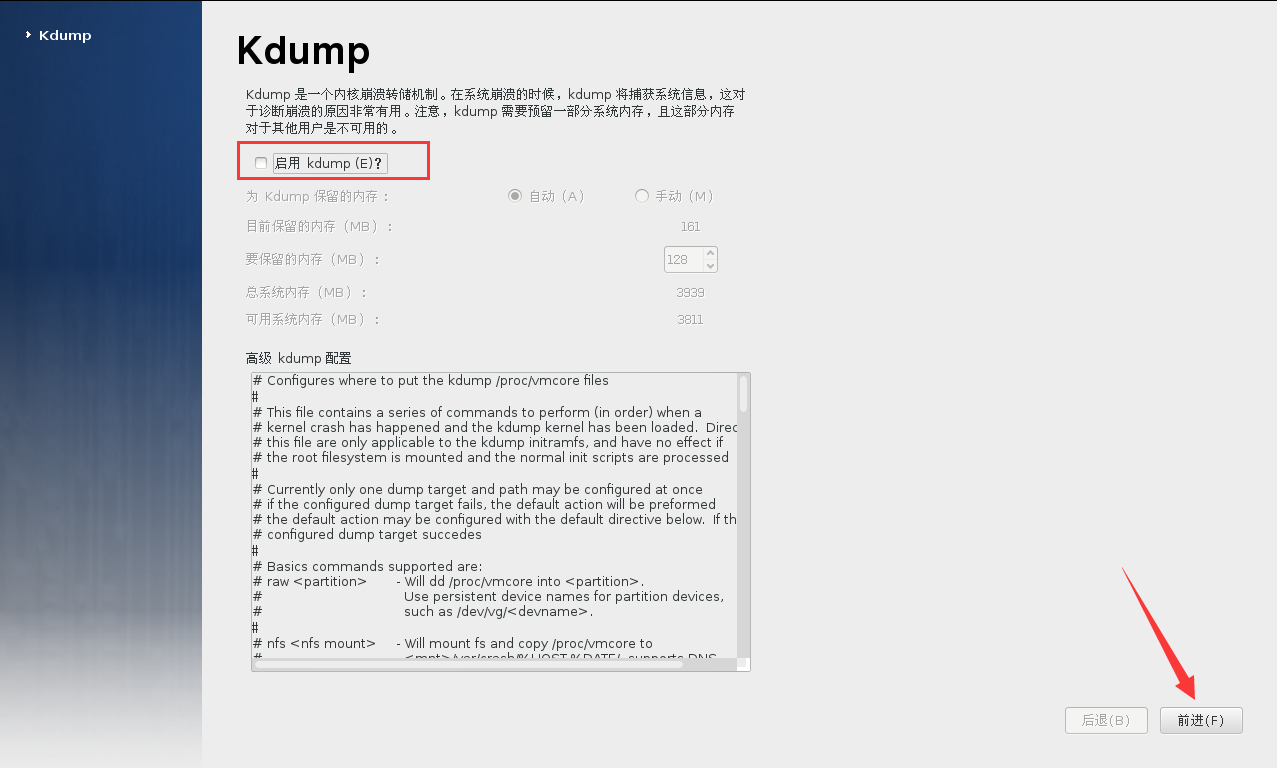 Kdump
Kdump
Kdump 是一个内核崩溃转储机制。在系统崩溃的时候，kdump 将捕获系统信息，这对
于诊断崩溃的原因非常有用。注意，kdump 需要预留一部分系统内存，且这部分内存
对于其他用户是不可用的。
启用 kdump (E)?
为 Kdump 保留的内存： 自动（A） 手动（M）
目前保留的内存（MB）： 161
要保留的内存（MB）： 128
总系统内存（MB）： 3939
可用系统内存（MB）： 3811
高级 kdump 配置
# Configures where to put the kdump /proc/vmcore files
#
# This file contains a series of commands to perform (in order) when a
# kernel crash has happened and the kdump kernel has been loaded.  Direc
# this file are only applicable to the kdump initramfs, and have no effect if
# the root filesystem is mounted and the normal init scripts are processed
#
# Currently only one dump target and path may be configured at once
# if the configured dump target fails, the default action will be preformed
# the default action may be configured with the default directive below.  If th
# configured dump target succedes
#
# Basics commands supported are:
# raw <partition>       - Will dd /proc/vmcore into <partition>.
#                         Use persistent device names for partition devices,
#                         such as /dev/vg/<devname>.
#
# nfs <nfs mount>     - Will mount fs and copy /proc/vmcore to
#                         <mnt>/var/crash/%HOST-%DATE/, supports DNS.
后退(B) 前进(F)